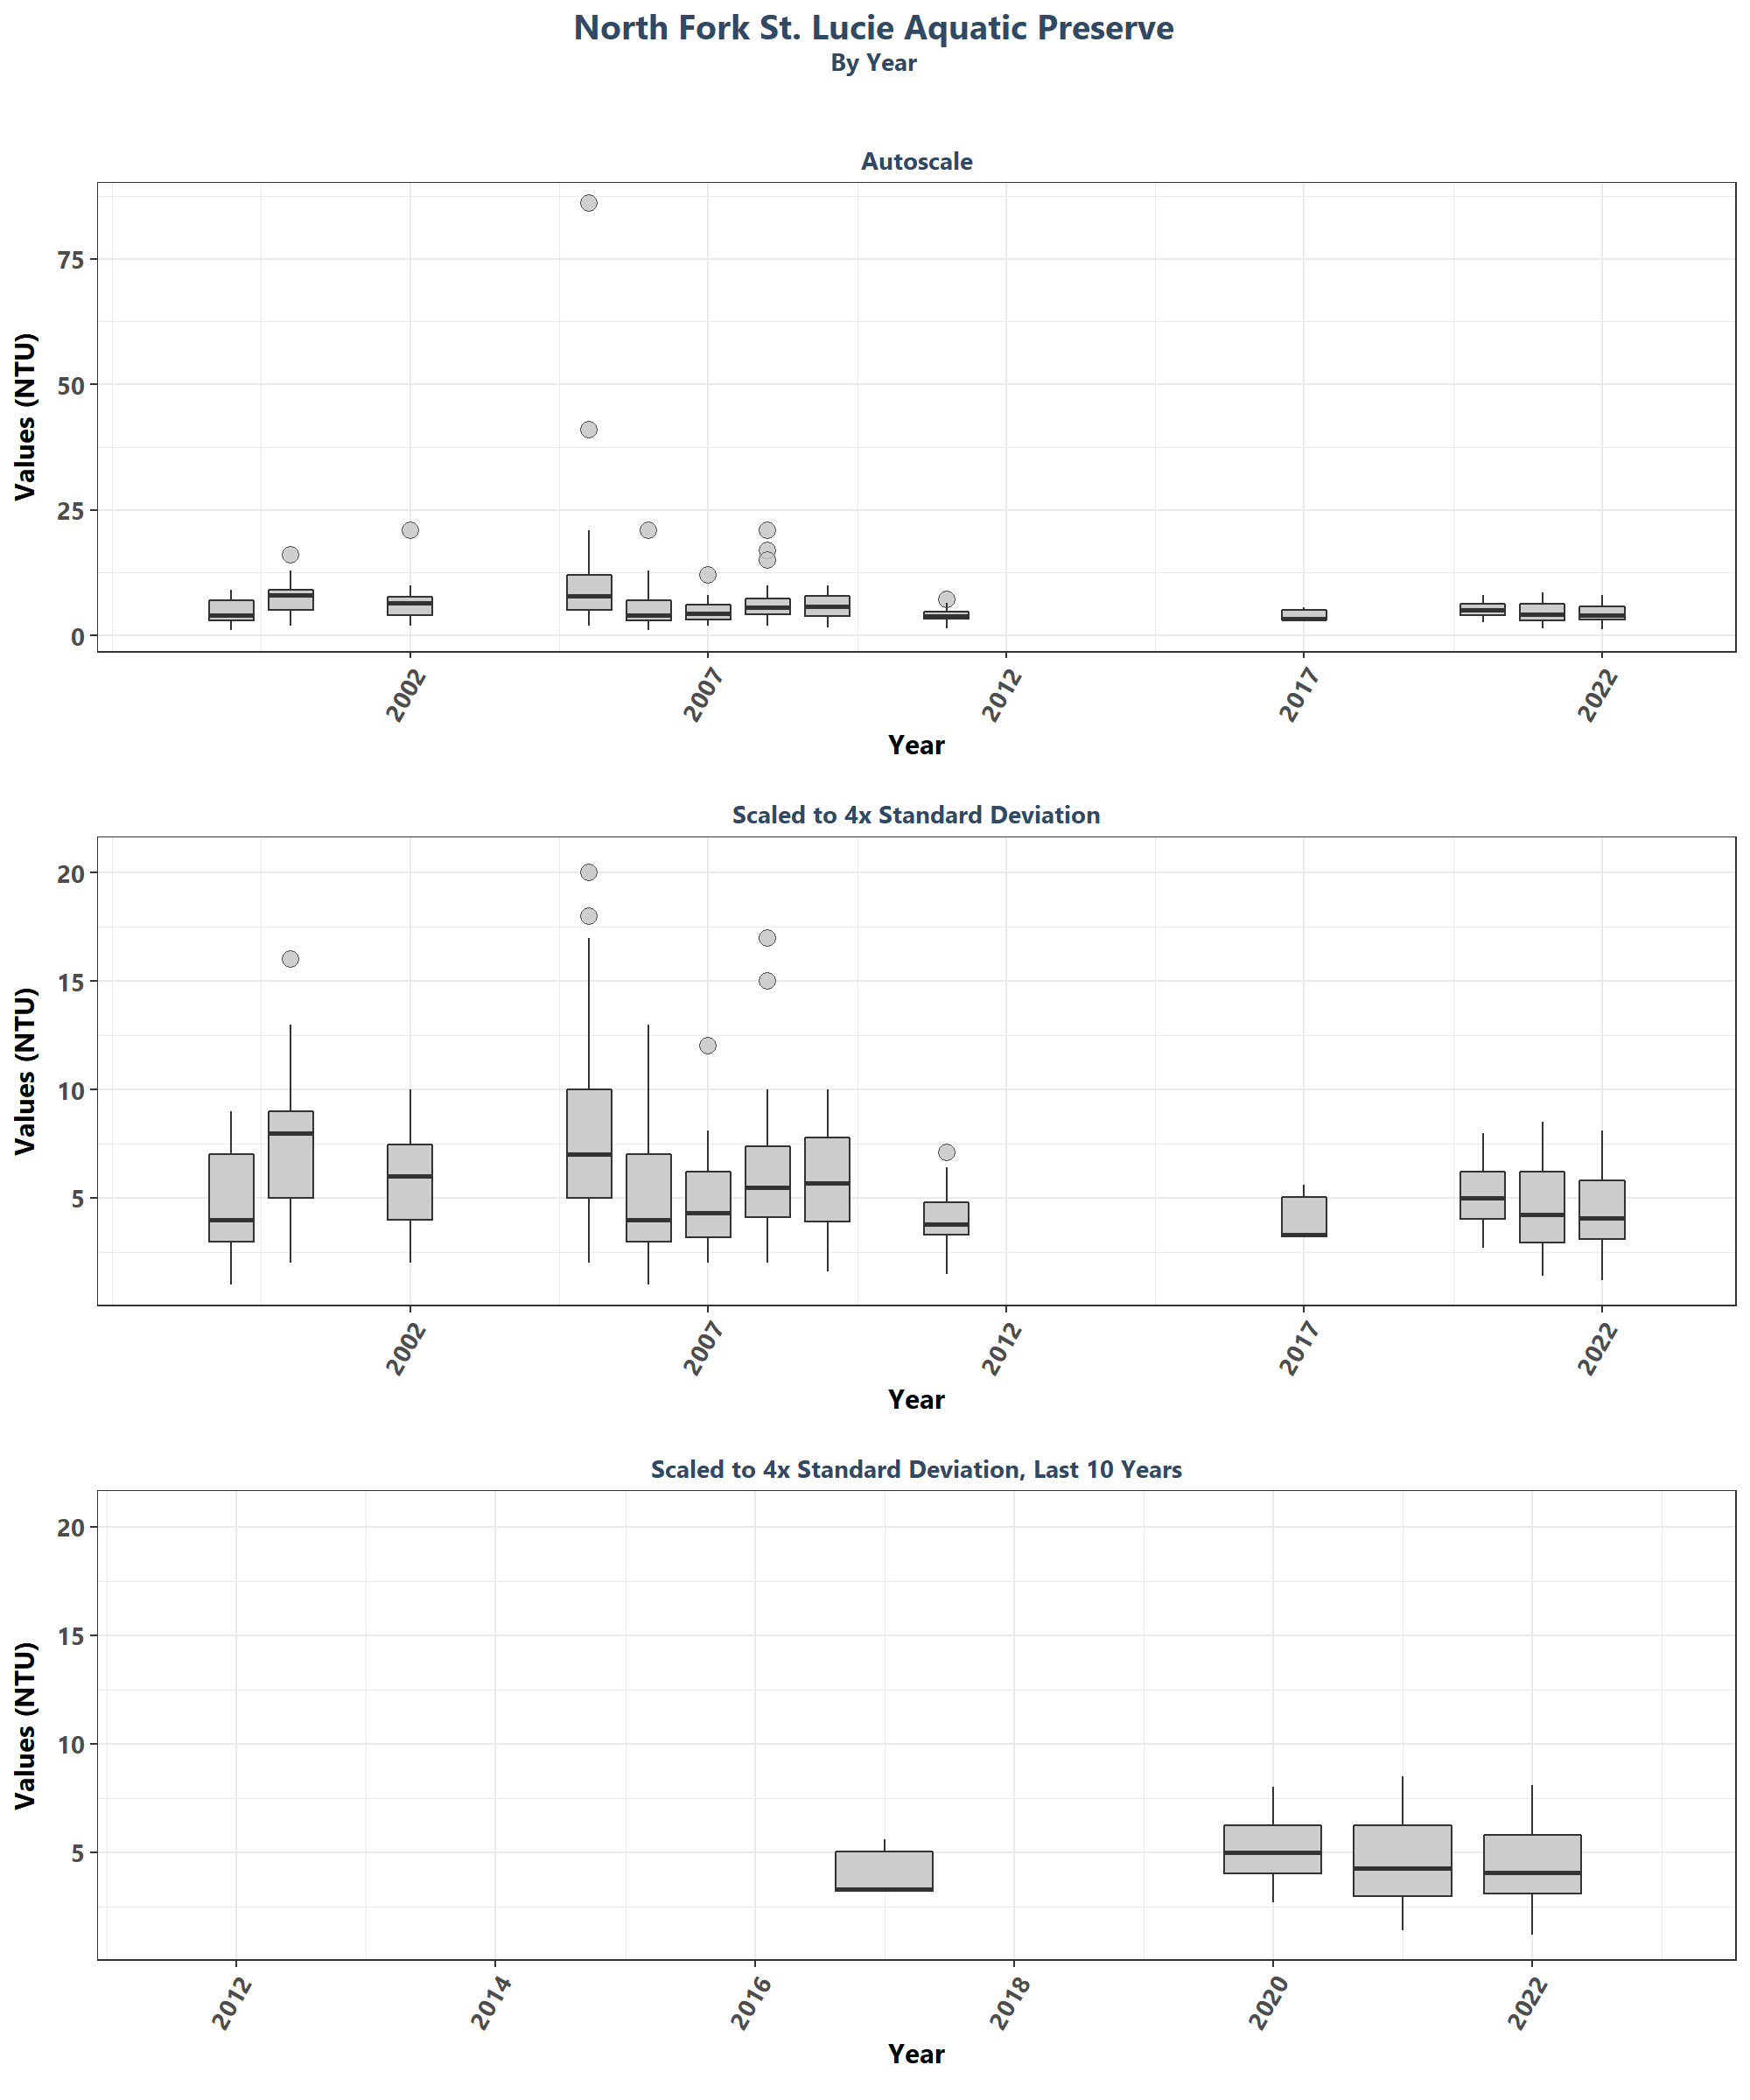 North Fork St. Lucie Aquatic Preserve
By Year
Autoscale
Values (NTU)
75
50
25
0
2002 2007 2012 2017 2022
Year
Scaled to 4x Standard Deviation
Values (NTU)
20
15
10
5
2002 2007 2012 2017 2022
Year
Scaled to 4x Standard Deviation, Last 10 Years
Values (NTU)
20
15
10
5
2012 2014 2016 2018 2020 2022
Year